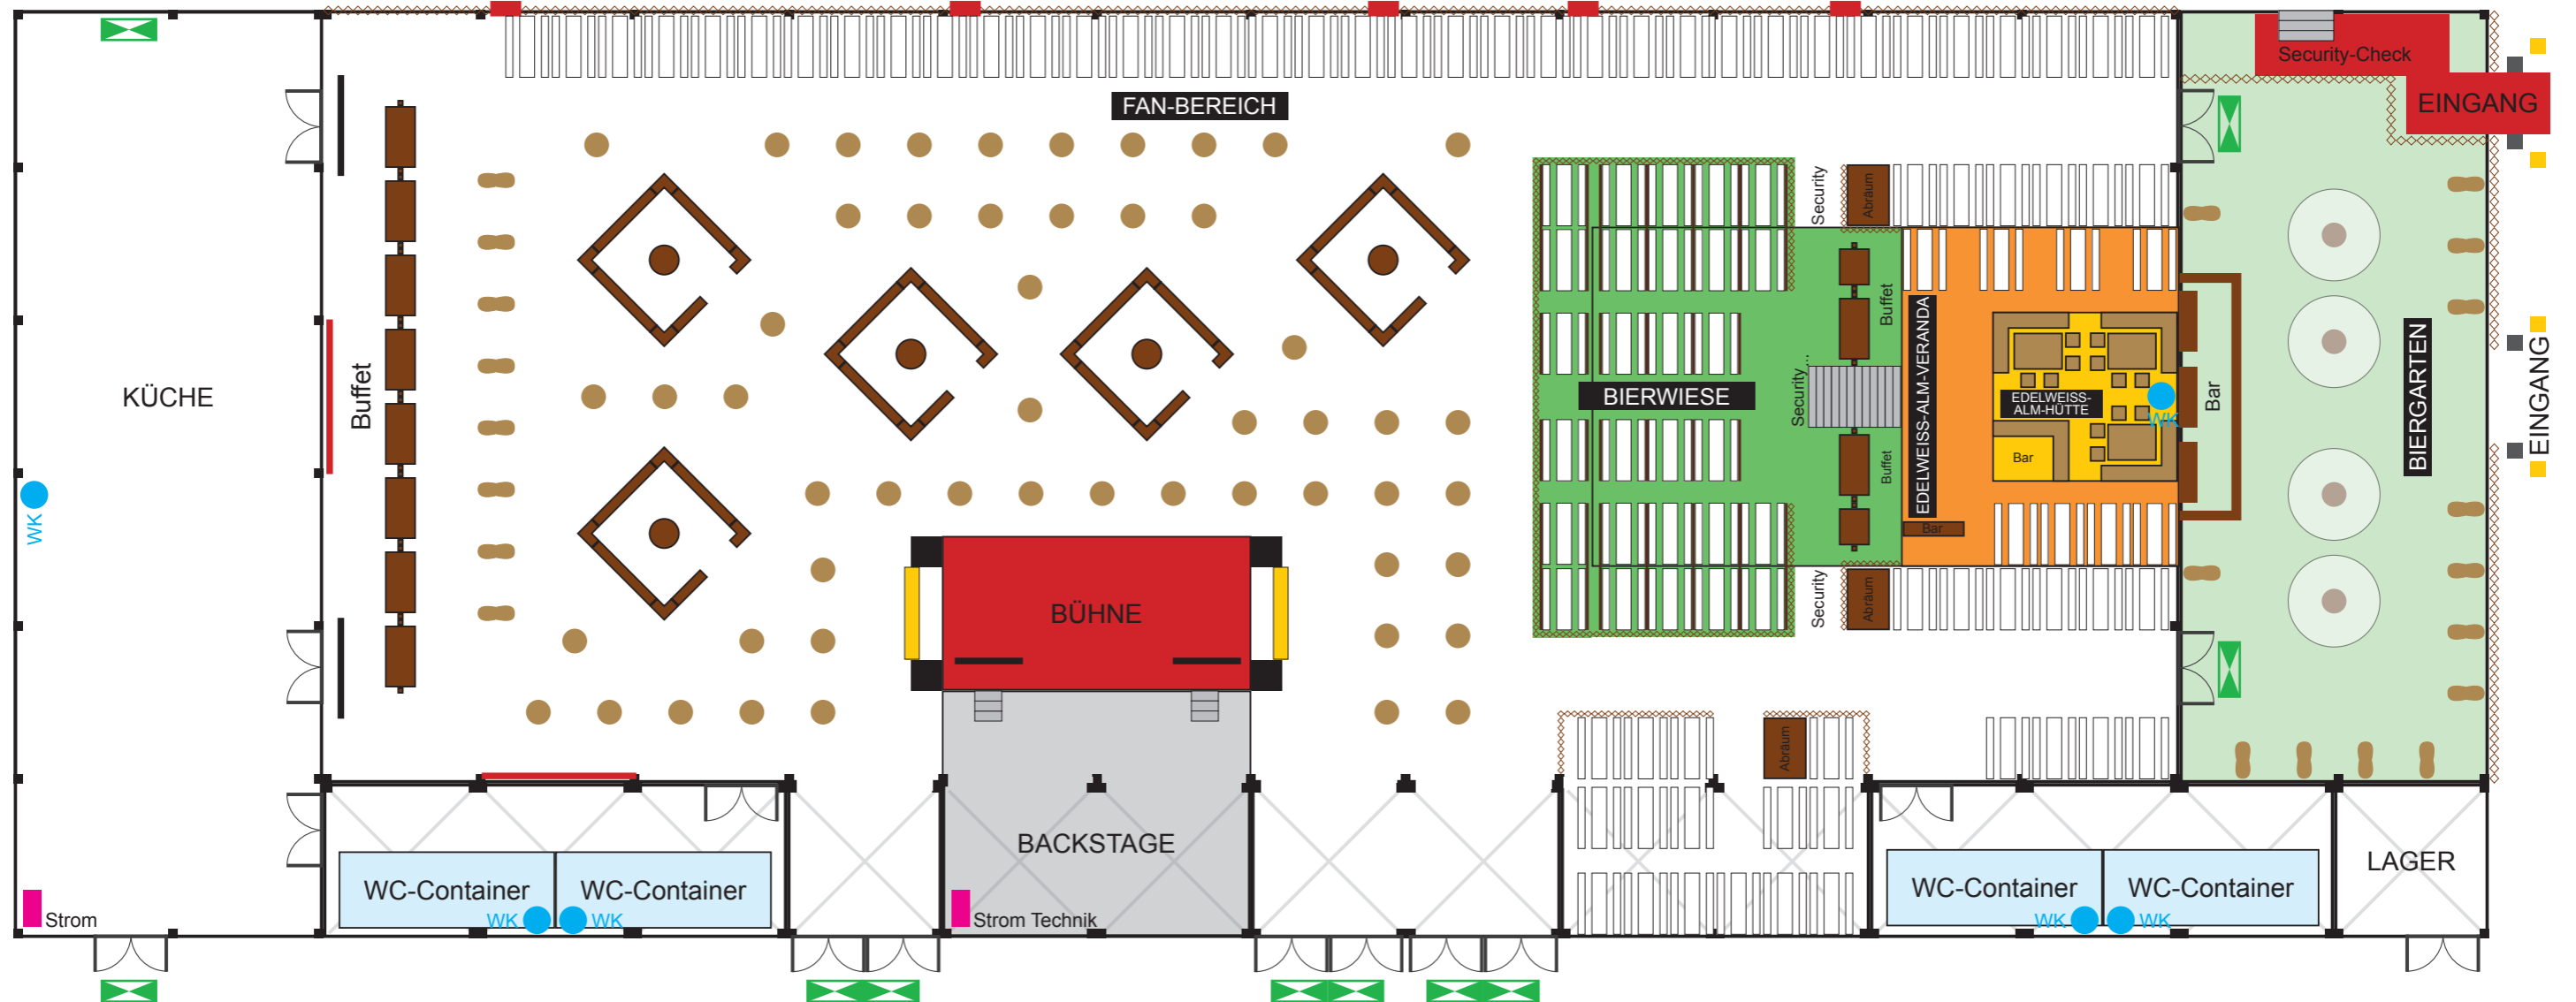 Security-Check
EINGANG
FAN-BEREICH
Security
Abräum
KÜCHE
Buffet
BIERWIESE
Security...
Buffet
Buffet
EDELWEISS-ALM-VERANDA
EDELWEISS-
ALM-HÜTTE
WK
Bar
Bar
Bar
BIERGARTEN
EINGANG
WK
Security
Abräum
BÜHNE
Abräum
BACKSTAGE
LAGER
WC-Container
WC-Container
WC-Container
WC-Container
Strom
WK
WK
Strom Technik
WK
WK